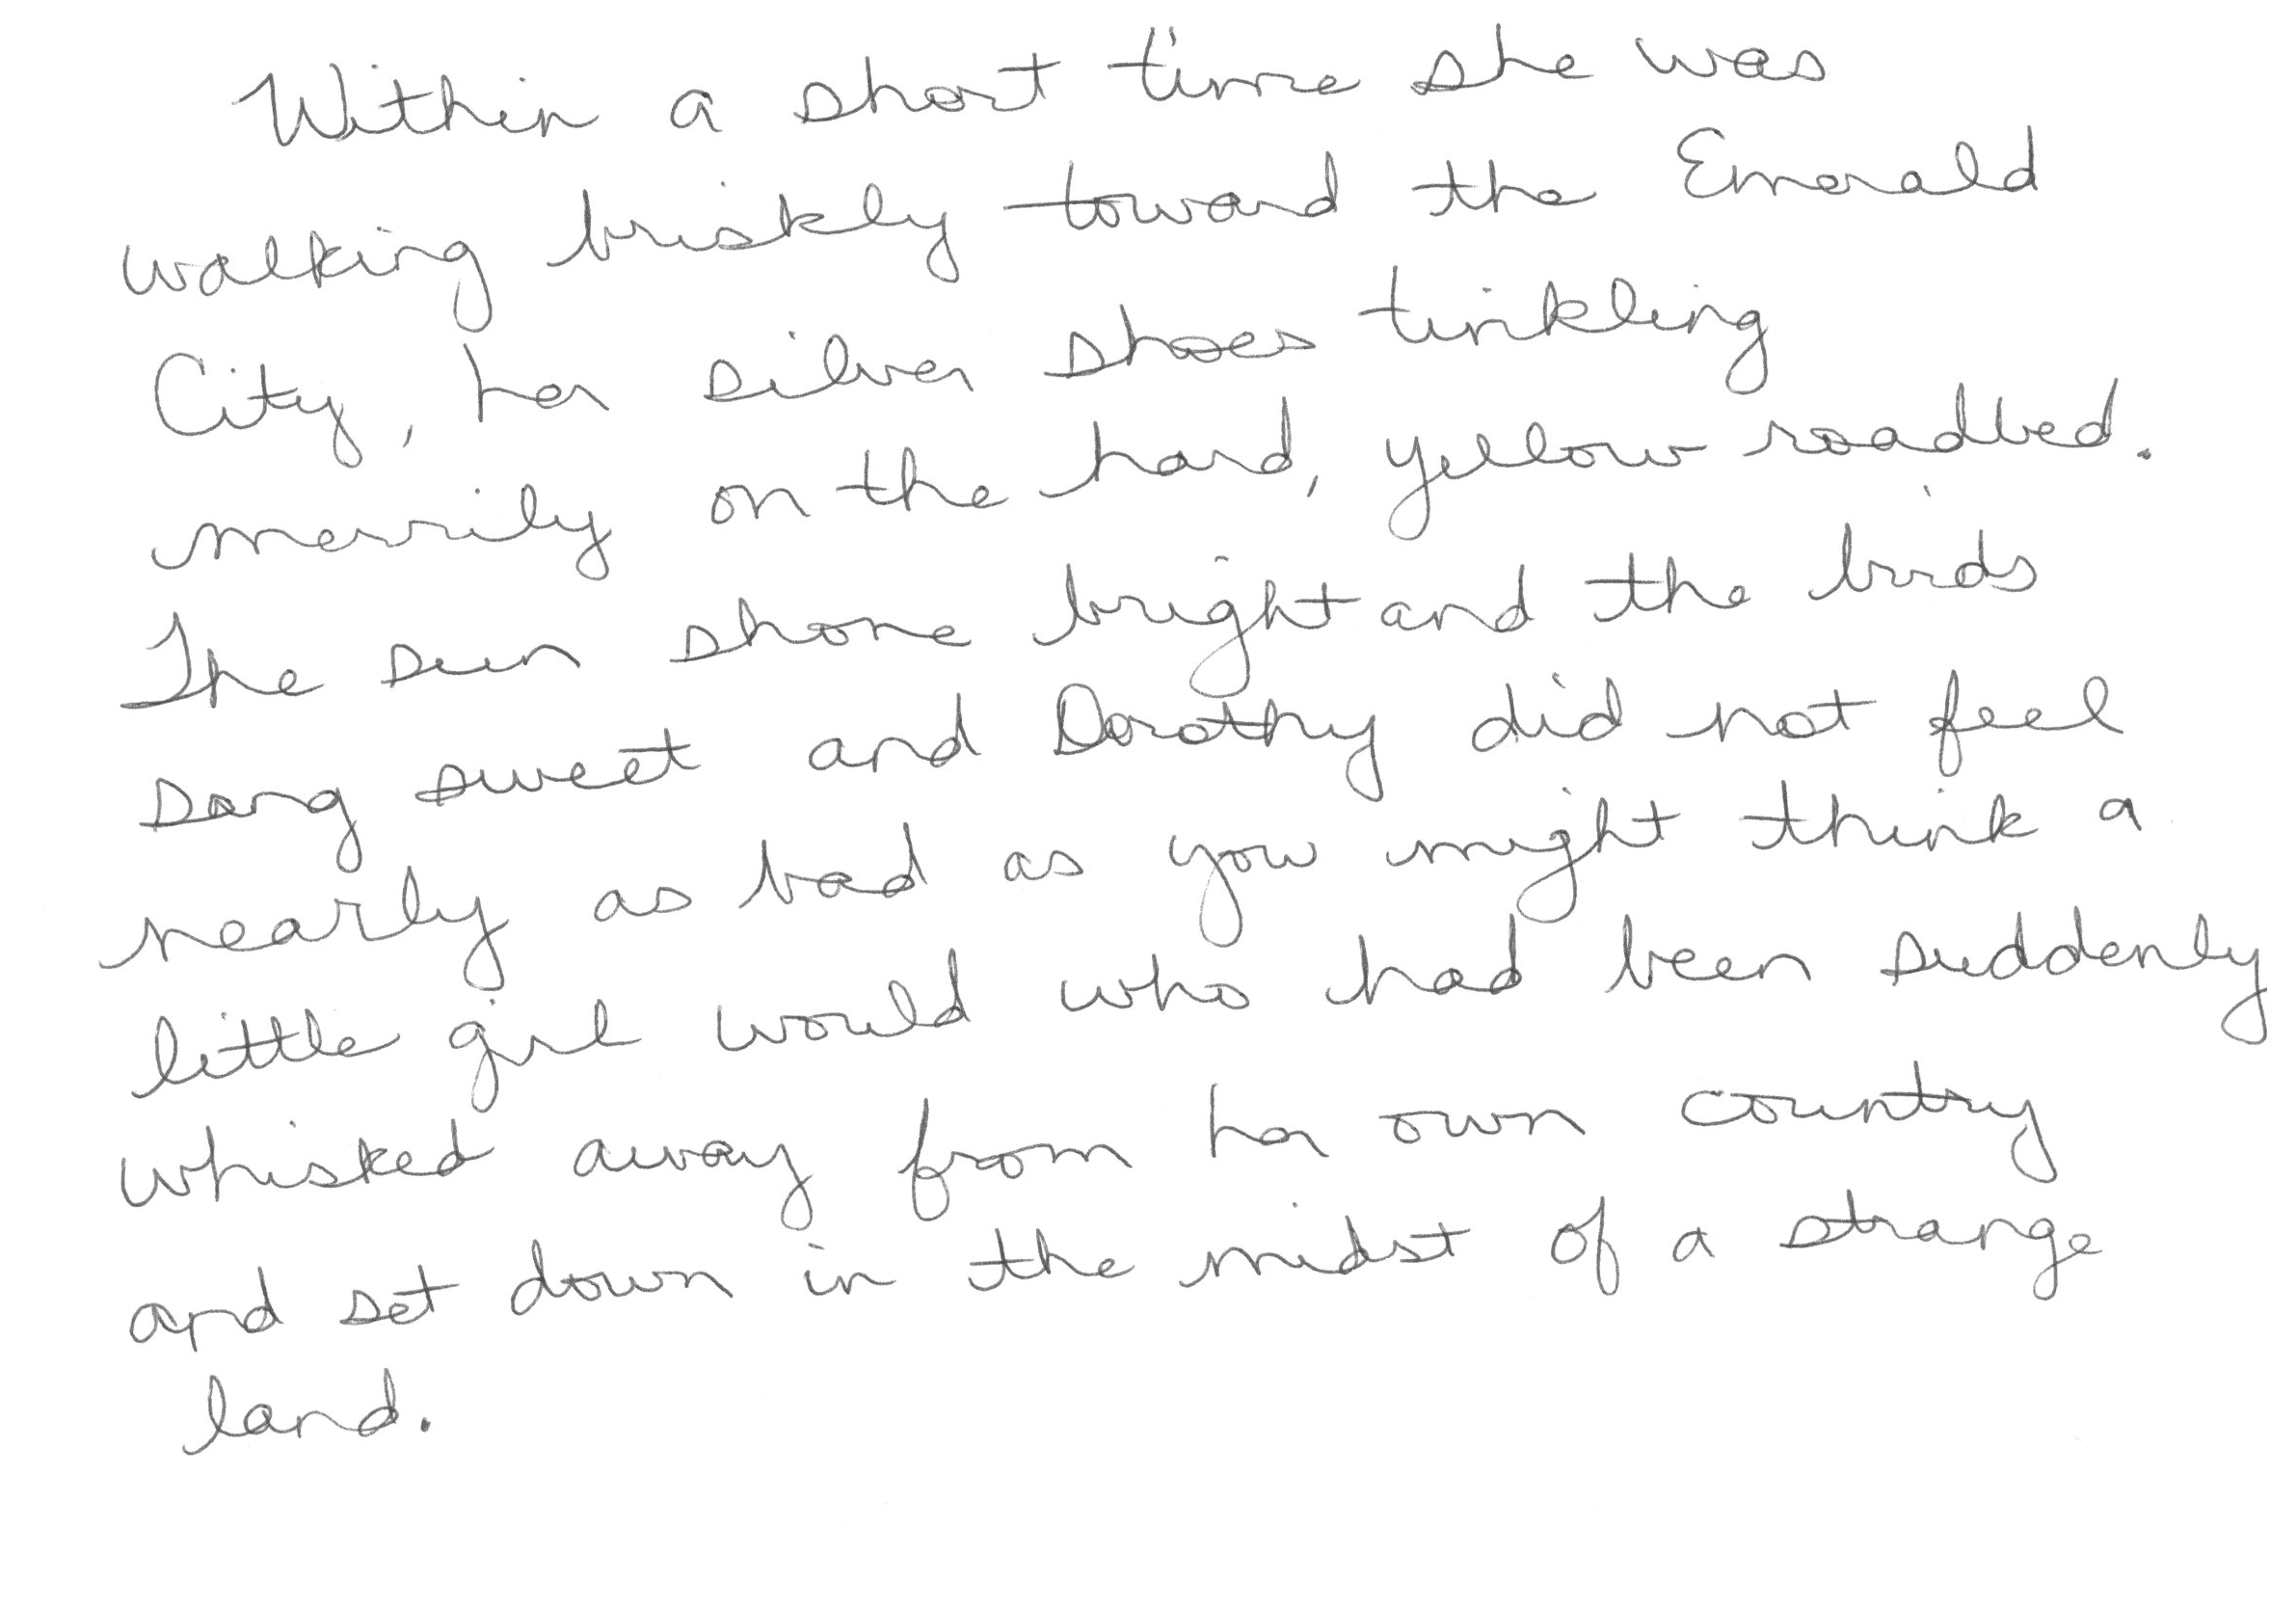 Within a short time she was
walking briskly toward the Emerald
City, her silver shoes tinkling
merrily on the hard, yellow roadbed.
The sun shone bright and the birds
sang sweet and Dorothy did not feel
nearly as bad as you might think a
little girl would who had been suddenly
whisked away from her own country
and set down in the midst of a strange
land.